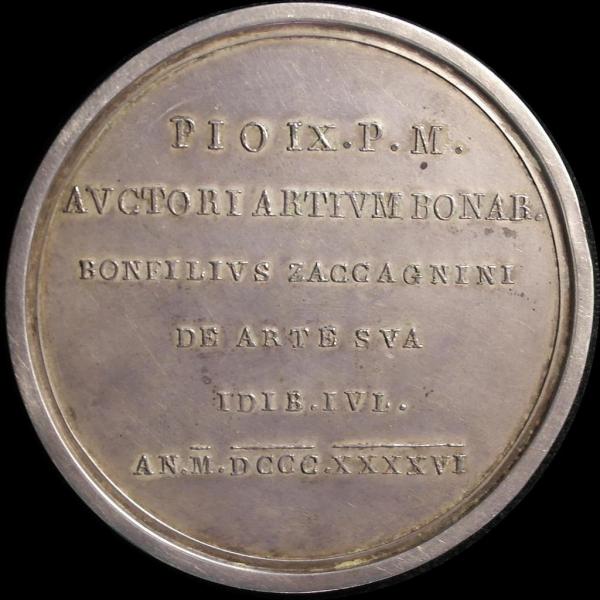 PIO IX. P. M.
AVCTORI ARTIVM BONAR.
BONFILIVS ZACCAGNINI
DE ARTE SVA
IDIB. IVL.
AN. M. DCCC. XXXXVI